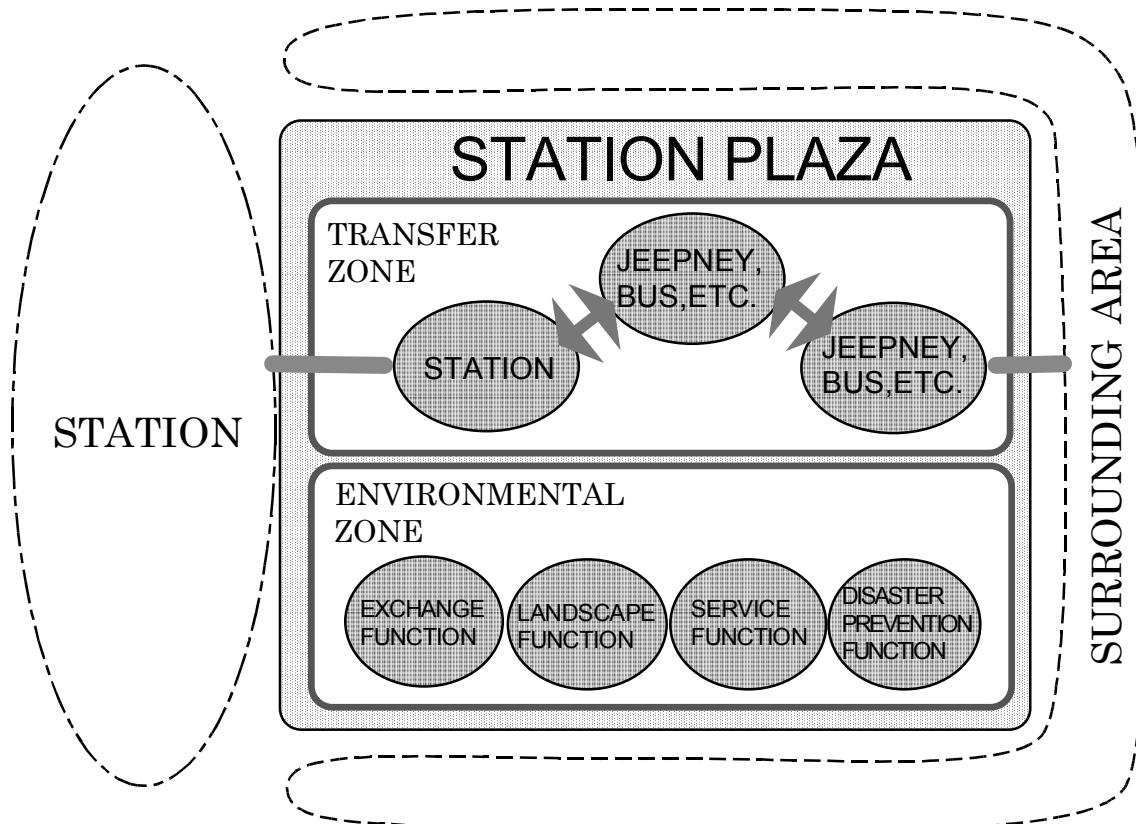 STATION PLAZA
TRANSFER
ZONE
JEEPNEY,
BUS,ETC.
STATION
JEEPNEY,
BUS,ETC.
STATION
SURROUNDING AREA
ENVIRONMENTAL
ZONE
EXCHANGE
FUNCTION
LANDSCAPE
FUNCTION
SERVICE
FUNCTION
DISASTER
PREVENTION
FUNCTION